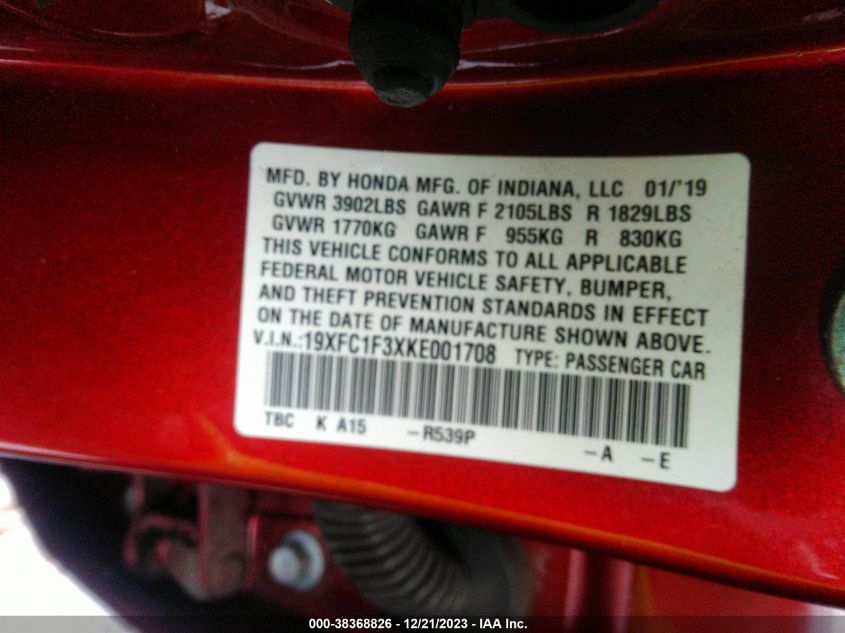 MFD. BY HONDA MFG. OF INDIANA, LLC 01/'19
GVWR 3902LBS GAWR F 2105LBS R 1829LBS
GVWR 1770KG GAWR F 955KG R 830KG
THIS VEHICLE CONFORMS TO ALL APPLICABLE
FEDERAL MOTOR VEHICLE SAFETY, BUMPER,
AND THEFT PREVENTION STANDARDS IN EFFECT
ON THE DATE OF MANUFACTURE SHOWN ABOVE.
V.I.N.:19XFC1F3XKE001708 TYPE: PASSENGER CAR
TBC K A15 -R539P -A -E
000-38368826 - 12/21/2023 - IAA Inc.